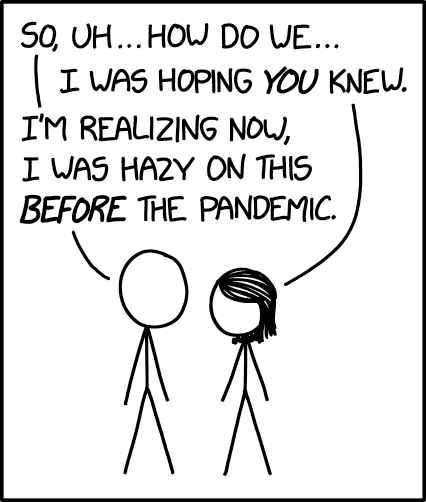 SO, UH...HOW DO WE...
I WAS HOPING YOU KNEW.
I'M REALIZING NOW,
I WAS HAZY ON THIS
BEFORE THE PANDEMIC.